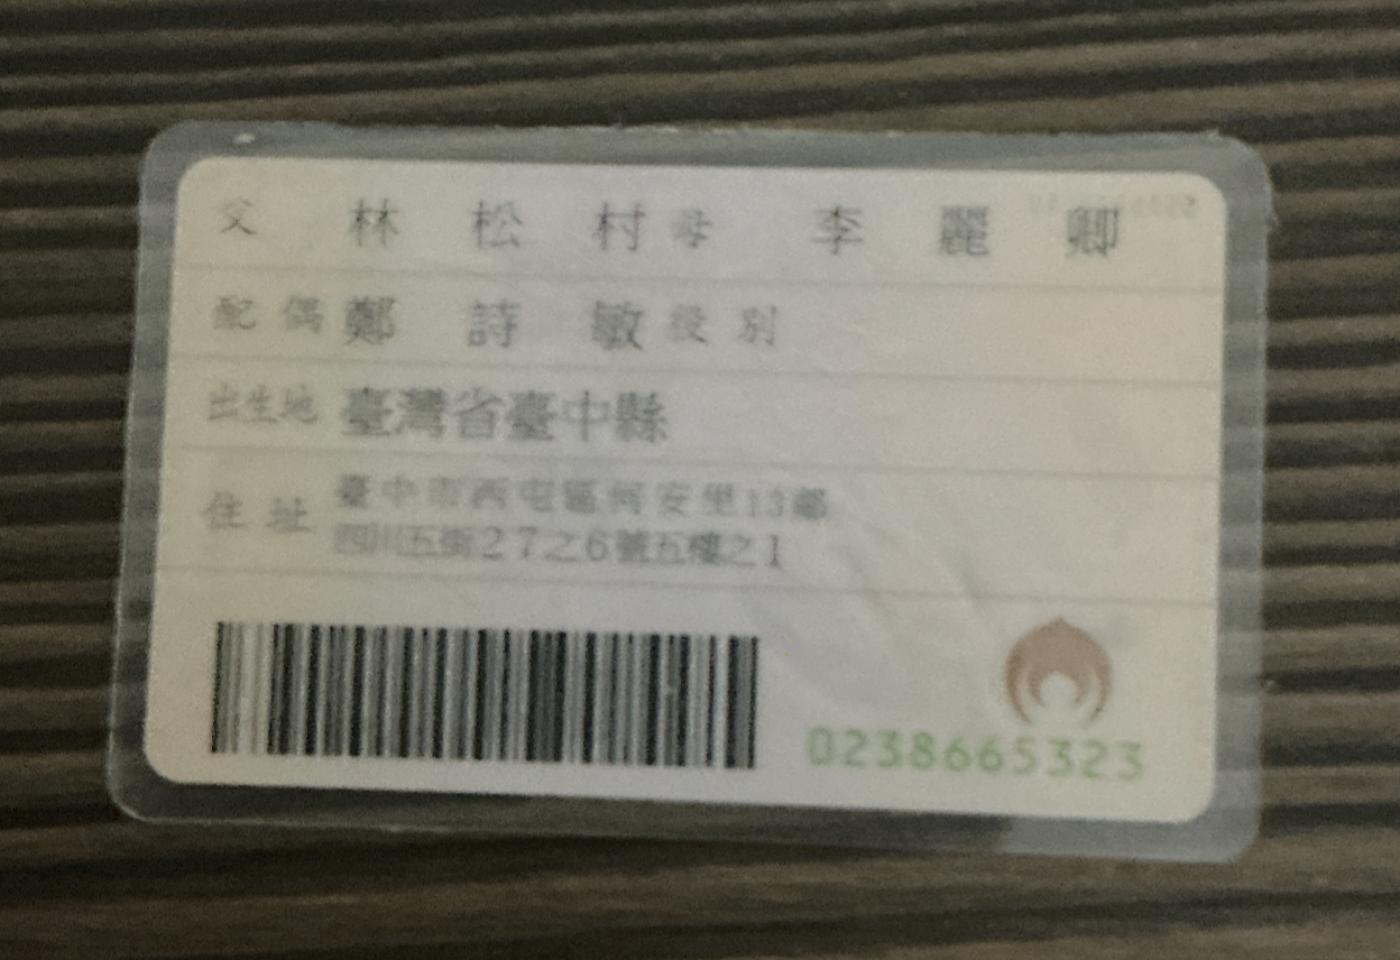 父 林松村 母 李麗卿
配偶 鄭詩敏 役別
出生地 臺灣省臺中縣
住址 臺中市西屯區何安里13鄰
四川五街27之6號五樓之1
0238665323